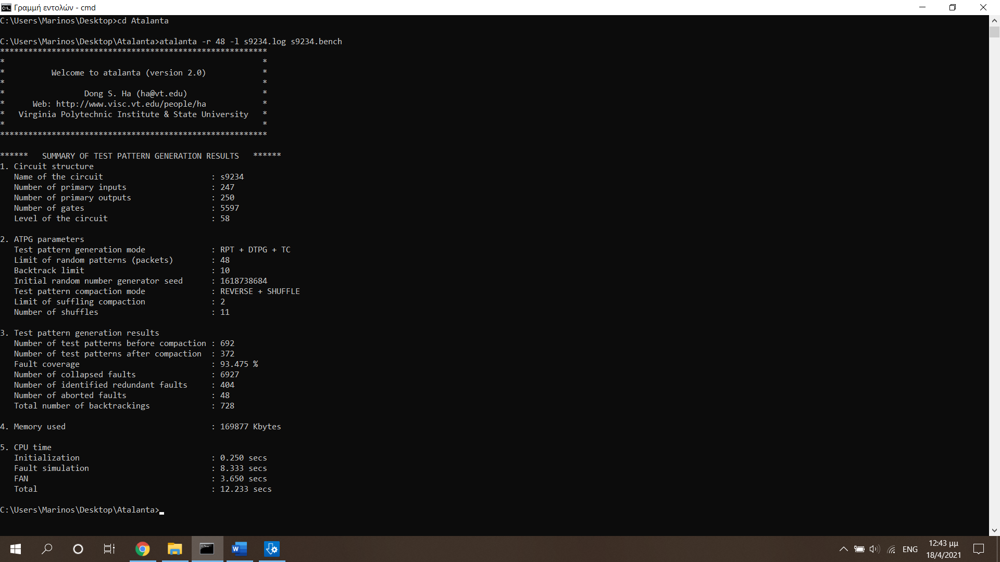 Γραμμή εντολών - cmd
C:\Users\Marinos\Desktop>cd Atalanta
C:\Users\Marinos\Desktop\Atalanta>atalanta -r 48 -l s9234.log s9234.bench
*********************************************************
*                                                       *
*          Welcome to atalanta (version 2.0)            *
*                                                       *
*                 Dong S. Ha (ha@vt.edu)                *
*      Web: http://www.visc.vt.edu/people/ha            *
*   Virginia Polytechnic Institute & State University   *
*                                                       *
*********************************************************
******   SUMMARY OF TEST PATTERN GENERATION RESULTS   ******
1. Circuit structure
   Name of the circuit                       : s9234
   Number of primary inputs                  : 247
   Number of primary outputs                 : 250
   Number of gates                           : 5597
   Level of the circuit                      : 58
2. ATPG parameters
   Test pattern generation mode              : RPT + DTPG + TC
   Limit of random patterns (packets)        : 48
   Backtrack limit                           : 10
   Initial random number generator seed      : 1618738684
   Test pattern compaction mode              : REVERSE + SHUFFLE
   Limit of suffling compaction              : 2
   Number of shuffles                        : 11
3. Test pattern generation results
   Number of test patterns before compaction : 692
   Number of test patterns after compaction  : 372
   Fault coverage                            : 93.475 %
   Number of collapsed faults                : 6927
   Number of identified redundant faults     : 404
   Number of aborted faults                  : 48
   Total number of backtrackings             : 728
4. Memory used                               : 169877 Kbytes
5. CPU time
   Initialization                            : 0.250 secs
   Fault simulation                          : 8.333 secs
   FAN                                       : 3.650 secs
   Total                                     : 12.233 secs
C:\Users\Marinos\Desktop\Atalanta>
ENG
12:43 μμ
18/4/2021